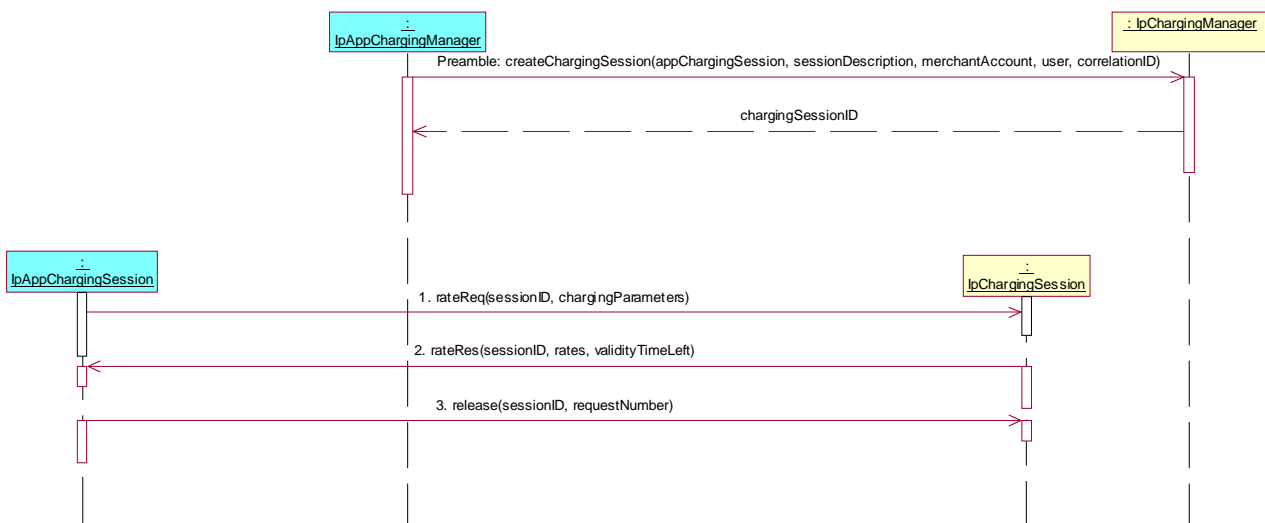 :
IpAppChargingManager
: IpChargingManager
Preamble: createChargingSession(appChargingSession, sessionDescription, merchantAccount, user, correlationID)
chargingSessionID
:
IpAppChargingSession
:
IpChargingSession
1. rateReq(sessionID, chargingParameters)
2. rateRes(sessionID, rates, validityTimeLeft)
3. release(sessionID, requestNumber)